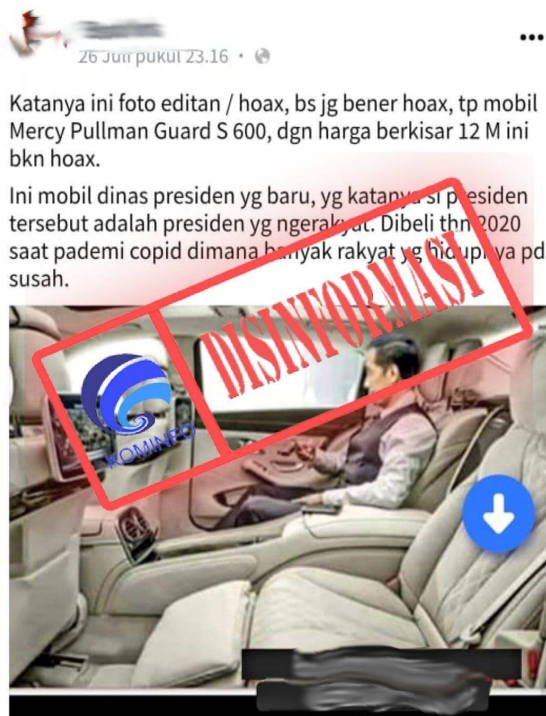 26 Juli pukul 23.16
Katanya ini foto editan / hoax, bs jg bener hoax, tp mobil
Mercy Pullman Guard S 600, dgn harga berkisar 12 M ini
bkn hoax.
Ini mobil dinas presiden yg baru, yg katanya si presiden
tersebut adalah presiden yg ngerakyat. Dibeli thn 2020
saat pademi copid dimana banyak rakyat yg hidupnya pd
susah.
DISINFORMASI
KOMINFO